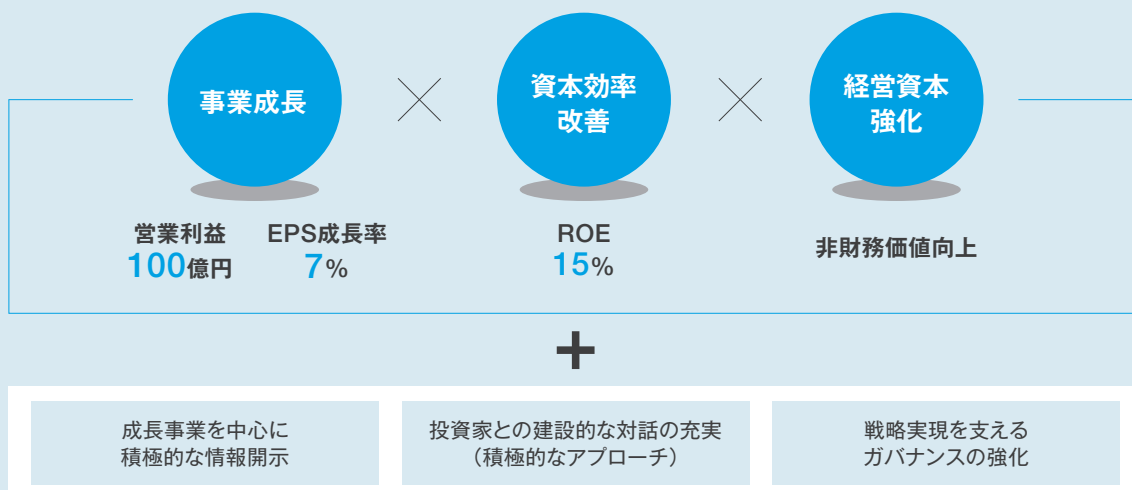 事業成長
資本効率
改善
経営資本
強化
営業利益
100億円
EPS成長率
7%
ROE
15%
非財務価値向上
+
成長事業を中心に
積極的な情報開示
投資家との建設的な対話の充実
（積極的なアプローチ）
戦略実現を支える
ガバナンスの強化